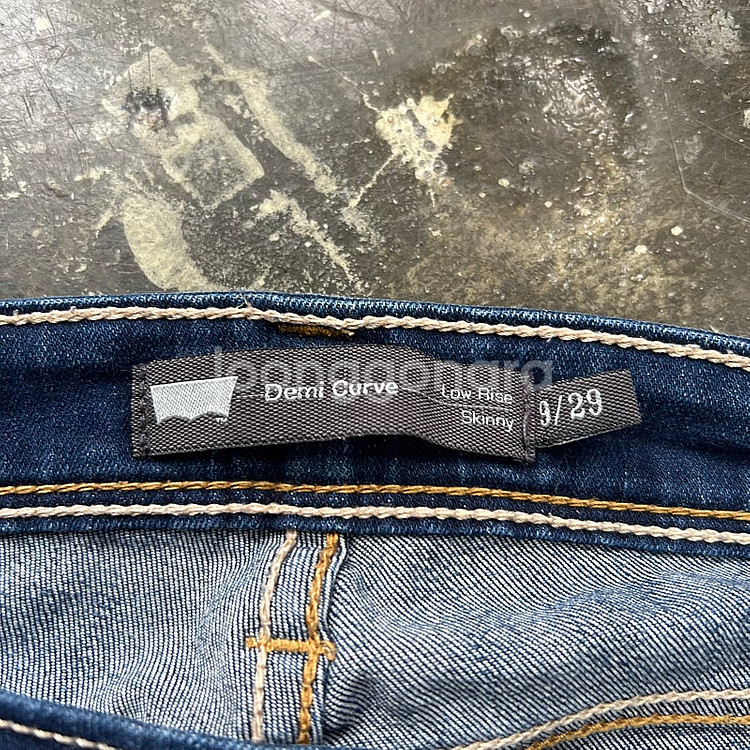 Demi Curve
Low Rise
Skinny
9/29